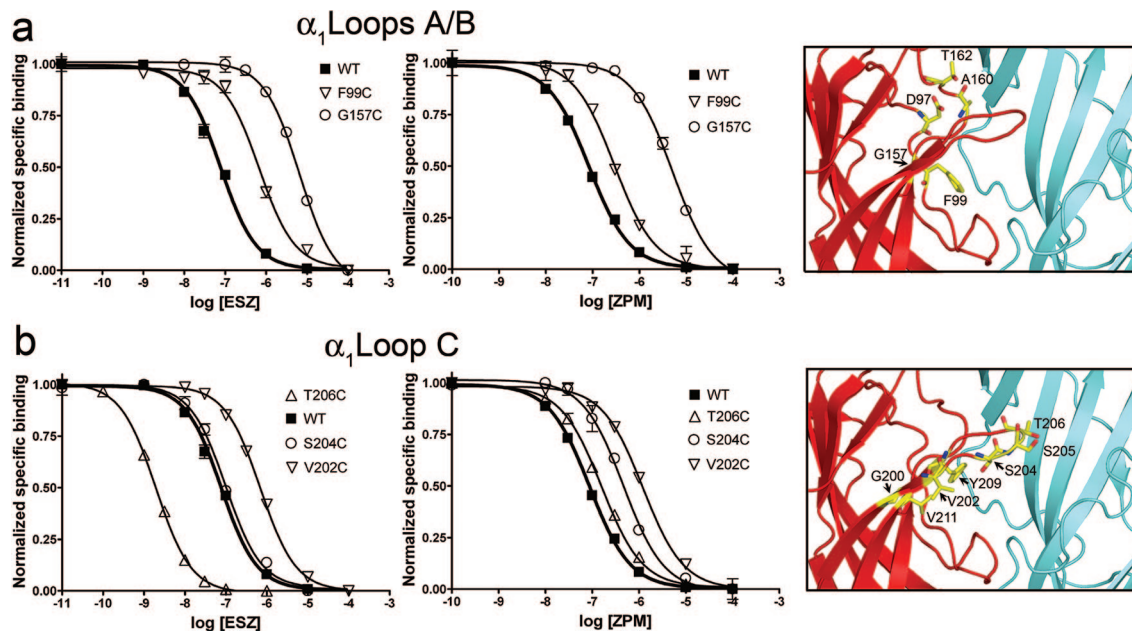 a
α₁Loops A/B
Normalized specific binding
1.00
0.75
0.50
0.25
0.00
-11 -10 -9 -8 -7 -6 -5 -4 -3
log [ESZ]
WT
F99C
G157C
Normalized specific binding
1.00
0.75
0.50
0.25
0.00
-10 -9 -8 -7 -6 -5 -4 -3
log [ZPM]
WT
F99C
G157C
T162
A160
D97
G157
F99
b
α₁Loop C
Normalized specific binding
1.00
0.75
0.50
0.25
0.00
-11 -10 -9 -8 -7 -6 -5 -4 -3
log [ESZ]
T206C
WT
S204C
V202C
Normalized specific binding
1.00
0.75
0.50
0.25
0.00
-10 -9 -8 -7 -6 -5 -4 -3
log [ZPM]
WT
T206C
S204C
V202C
T206
S205
S204
G200
Y209
V202
V211